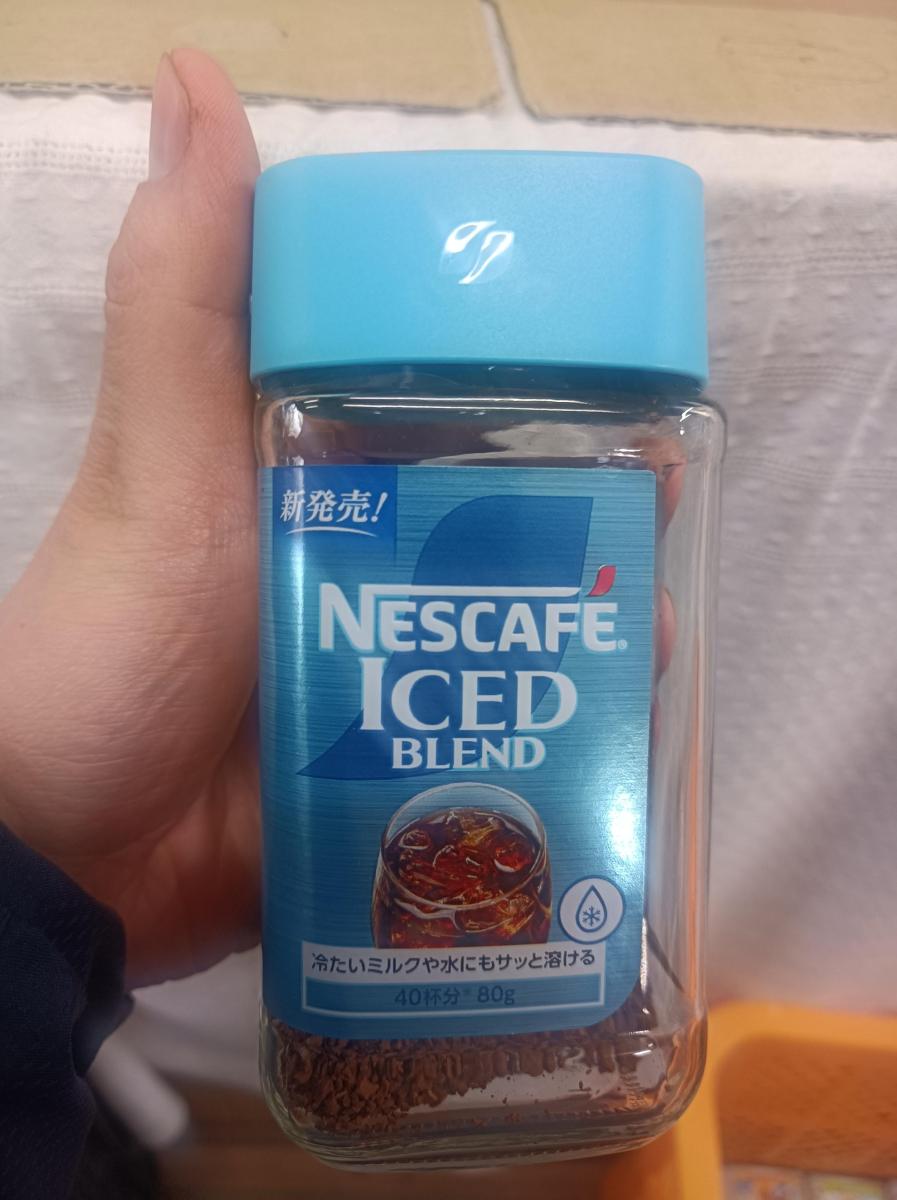 新発売!
NESCAFÉ®
ICED
BLEND
冷たいミルクや水にもサッと溶ける
40杯分* 80g